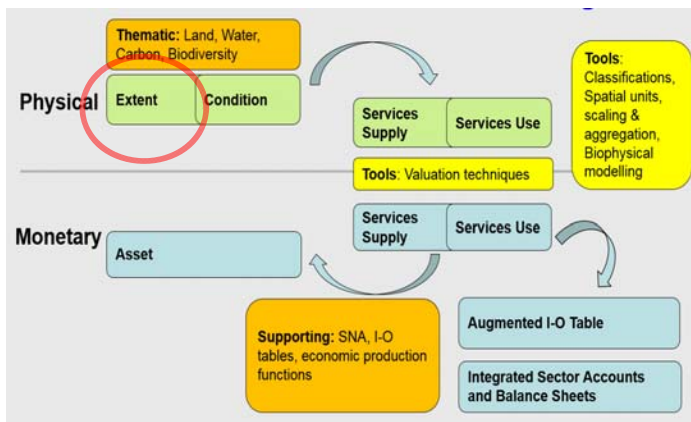 Thematic: Land, Water,
Carbon, Biodiversity
Physical
Extent
Condition
Services
Supply
Services Use
Tools:
Classifications,
Spatial units,
scaling &
aggregation,
Biophysical
modelling
Tools: Valuation techniques
Monetary
Asset
Services
Supply
Services Use
Supporting: SNA, I-O
tables, economic production
functions
Augmented I-O Table
Integrated Sector Accounts
and Balance Sheets